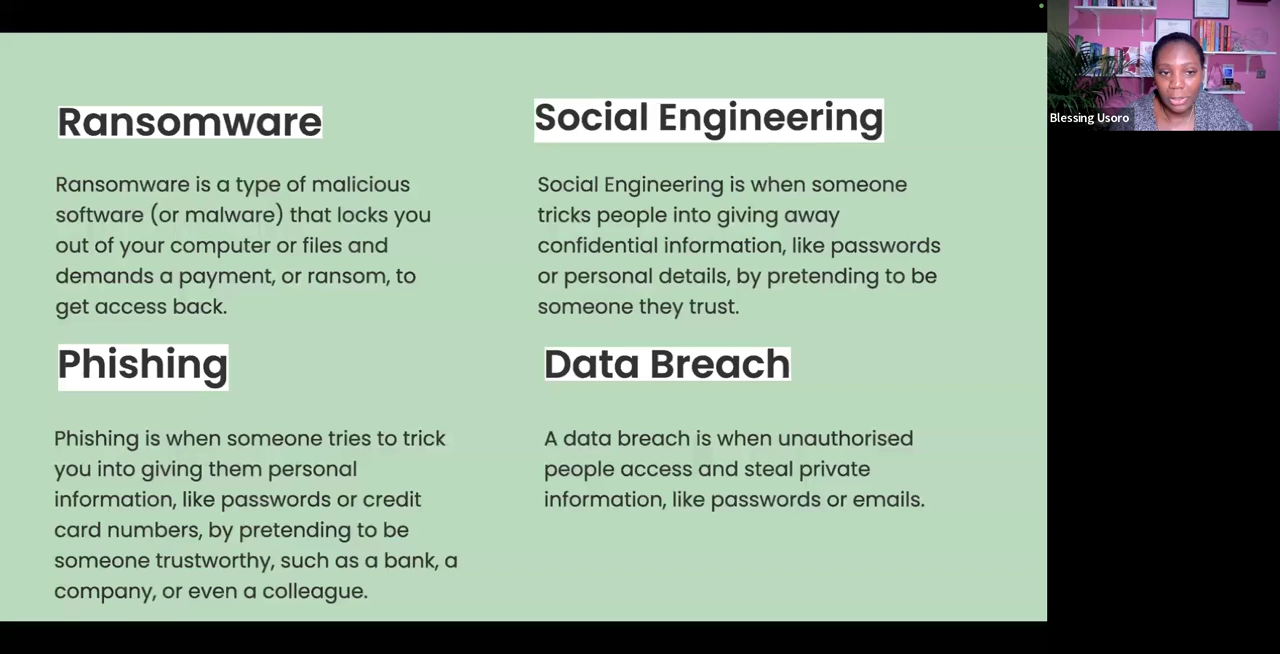 Ransomware
Ransomware is a type of malicious
software (or malware) that locks you
out of your computer or files and
demands a payment, or ransom, to
get access back.
Social Engineering
Social Engineering is when someone
tricks people into giving away
confidential information, like passwords
or personal details, by pretending to be
someone they trust.
Phishing
Phishing is when someone tries to trick
you into giving them personal
information, like passwords or credit
card numbers, by pretending to be
someone trustworthy, such as a bank, a
company, or even a colleague.
Data Breach
A data breach is when unauthorised
people access and steal private
information, like passwords or emails.
Blessing Usoro